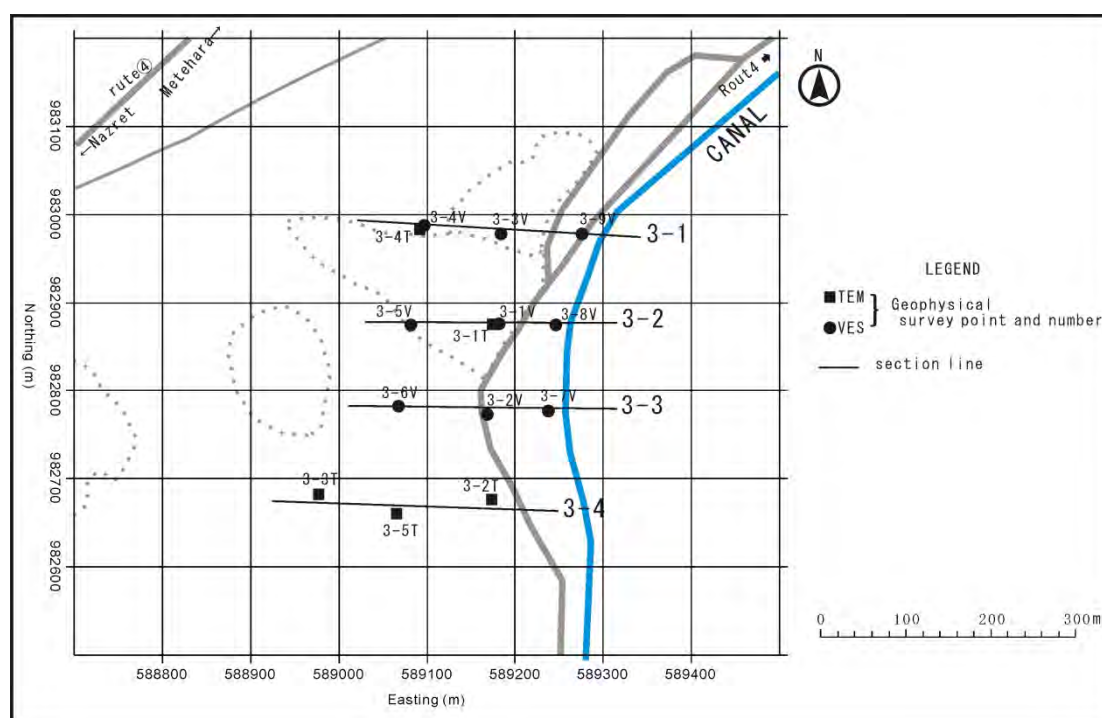 rute④
Metehara→
←Nazret
Rout4
CANAL
N
983100
983000
982900
982800
982700
982600
Northing (m)
3-4V
3-3V
3-9V
3-4T
3-1
3-5V
3-1V
3-8V
3-1T
3-2
3-6V
3-2V
3-7V
3-3
3-3T
3-2T
3-5T
3-4
588800 588900 589000 589100 589200 589300 589400
Easting (m)
LEGEND
TEM
VES
Geophysical
survey point and number
section line
0 100 200 300m